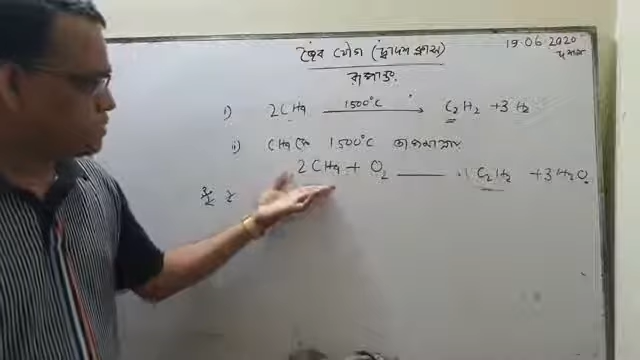 জৈব যৌগ (দ্বাদশ ক্লাস)
19.06.2020
i) 2CH4 1500°C → C2H2 + 3H2
ii) CH4 কে 1500°C তাপমাত্রায়
2CH4 + O2 —— C2H2 + 3H2O